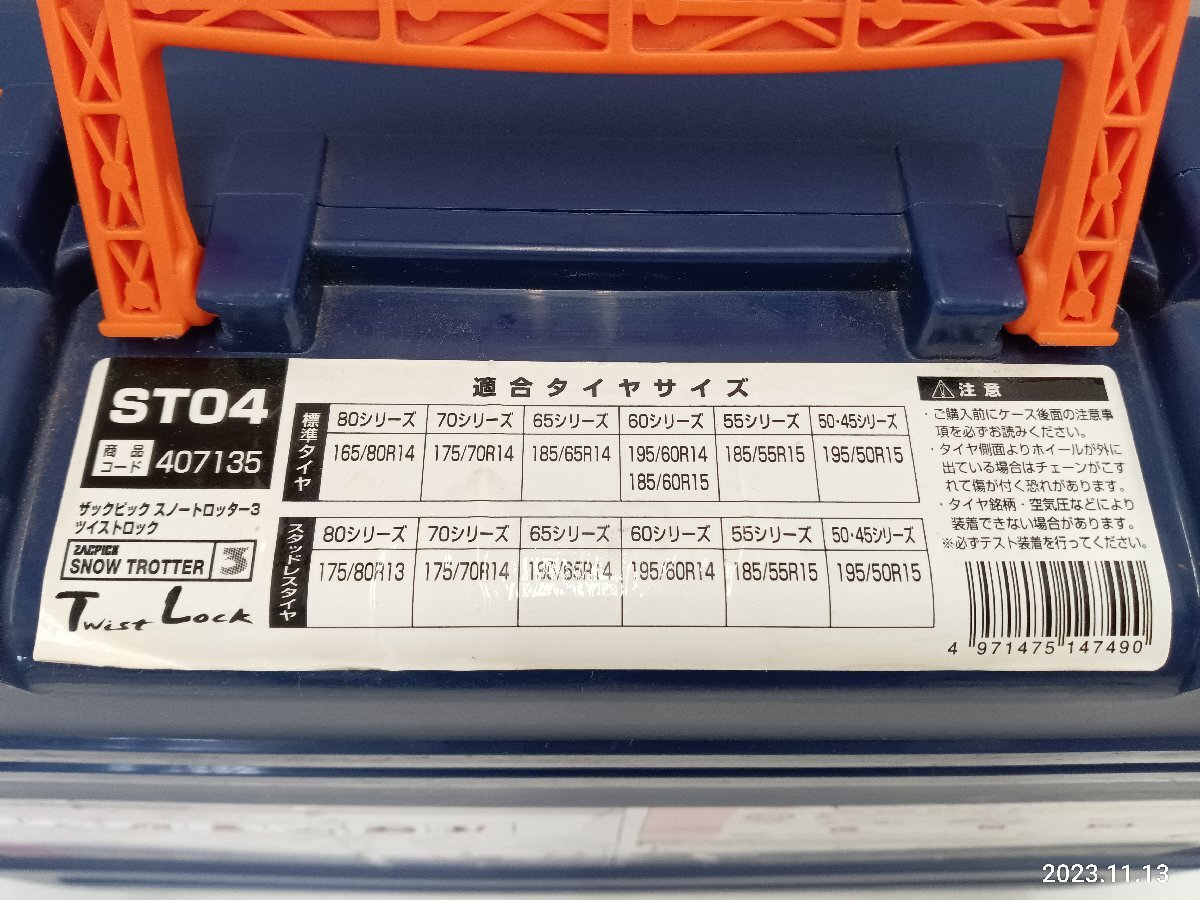 ST04
商品コード 407135
ザックピック スノートロッター3
ツイストロック
ZACPICK
SNOW TROTTER 3
Twist Lock
適合タイヤサイズ
標準タイヤ
80シリーズ 70シリーズ 65シリーズ 60シリーズ 55シリーズ 50・45シリーズ
165/80R14 175/70R14 185/65R14 195/60R14 185/55R15 195/50R15
185/60R15
スタッドレスタイヤ
80シリーズ 70シリーズ 65シリーズ 60シリーズ 55シリーズ 50・45シリーズ
175/80R13 175/70R14 195/65R14 195/60R14 185/55R15 195/50R15
注意
・ご購入前にケース後面の注意事
項を必ずお読みください。
・タイヤ側面よりホイールが外に
出ている場合はチェーンがこす
れて傷が付く恐れがあります。
・タイヤ銘柄・空気圧などにより
装着できない場合があります。
※必ずテスト装着を行ってください。
4 971475 147490
2023.11.13